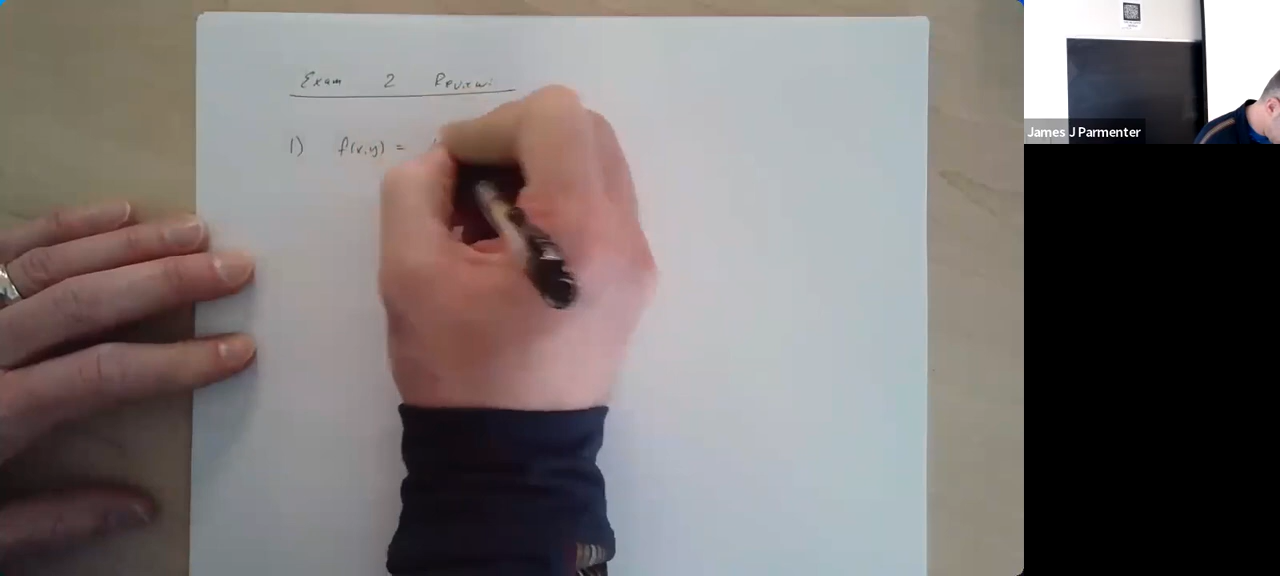 Exam 2 Review:
1) f(x,y) =
James J Parmenter